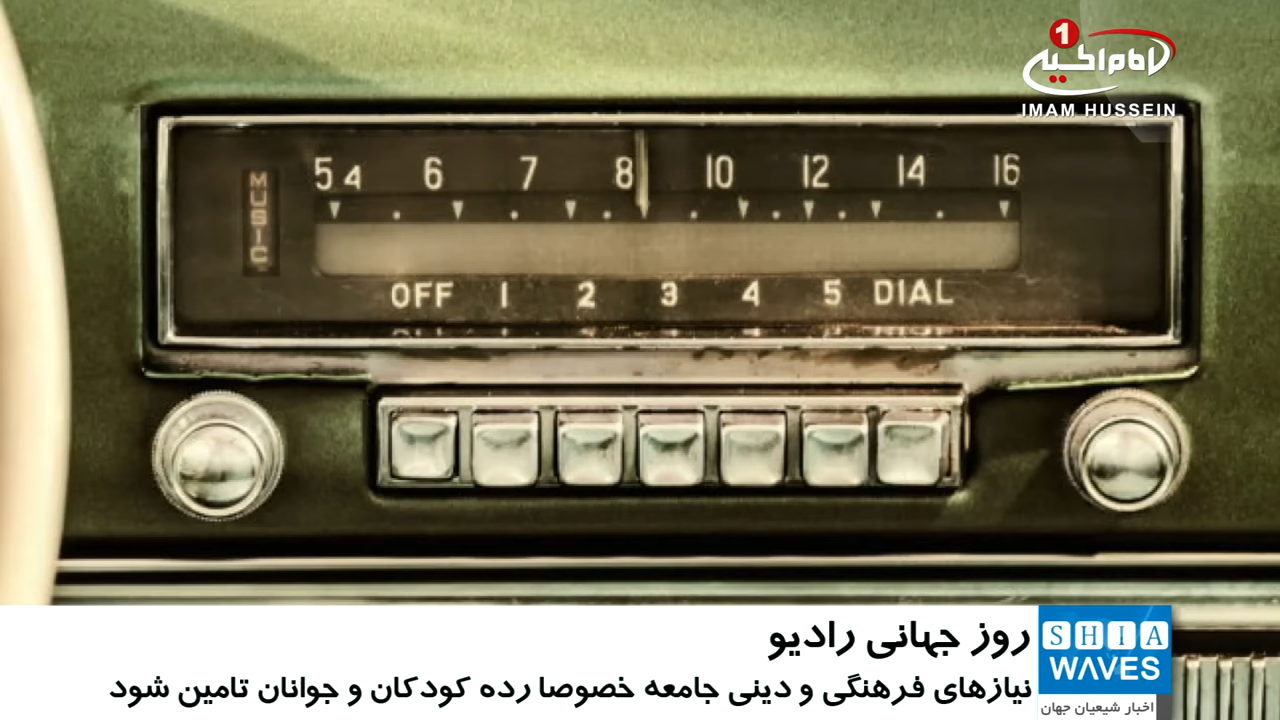 1
امام الحسین
IMAM HUSSEIN
MUSIC
54 6 7 8 10 12 14 16
OFF 1 2 3 4 5 DIAL
روز جهانی رادیو
نیازهای فرهنگی و دینی جامعه خصوصا رده کودکان و جوانان تامین شود
SHIA
WAVES
اخبار شیعیان جهان